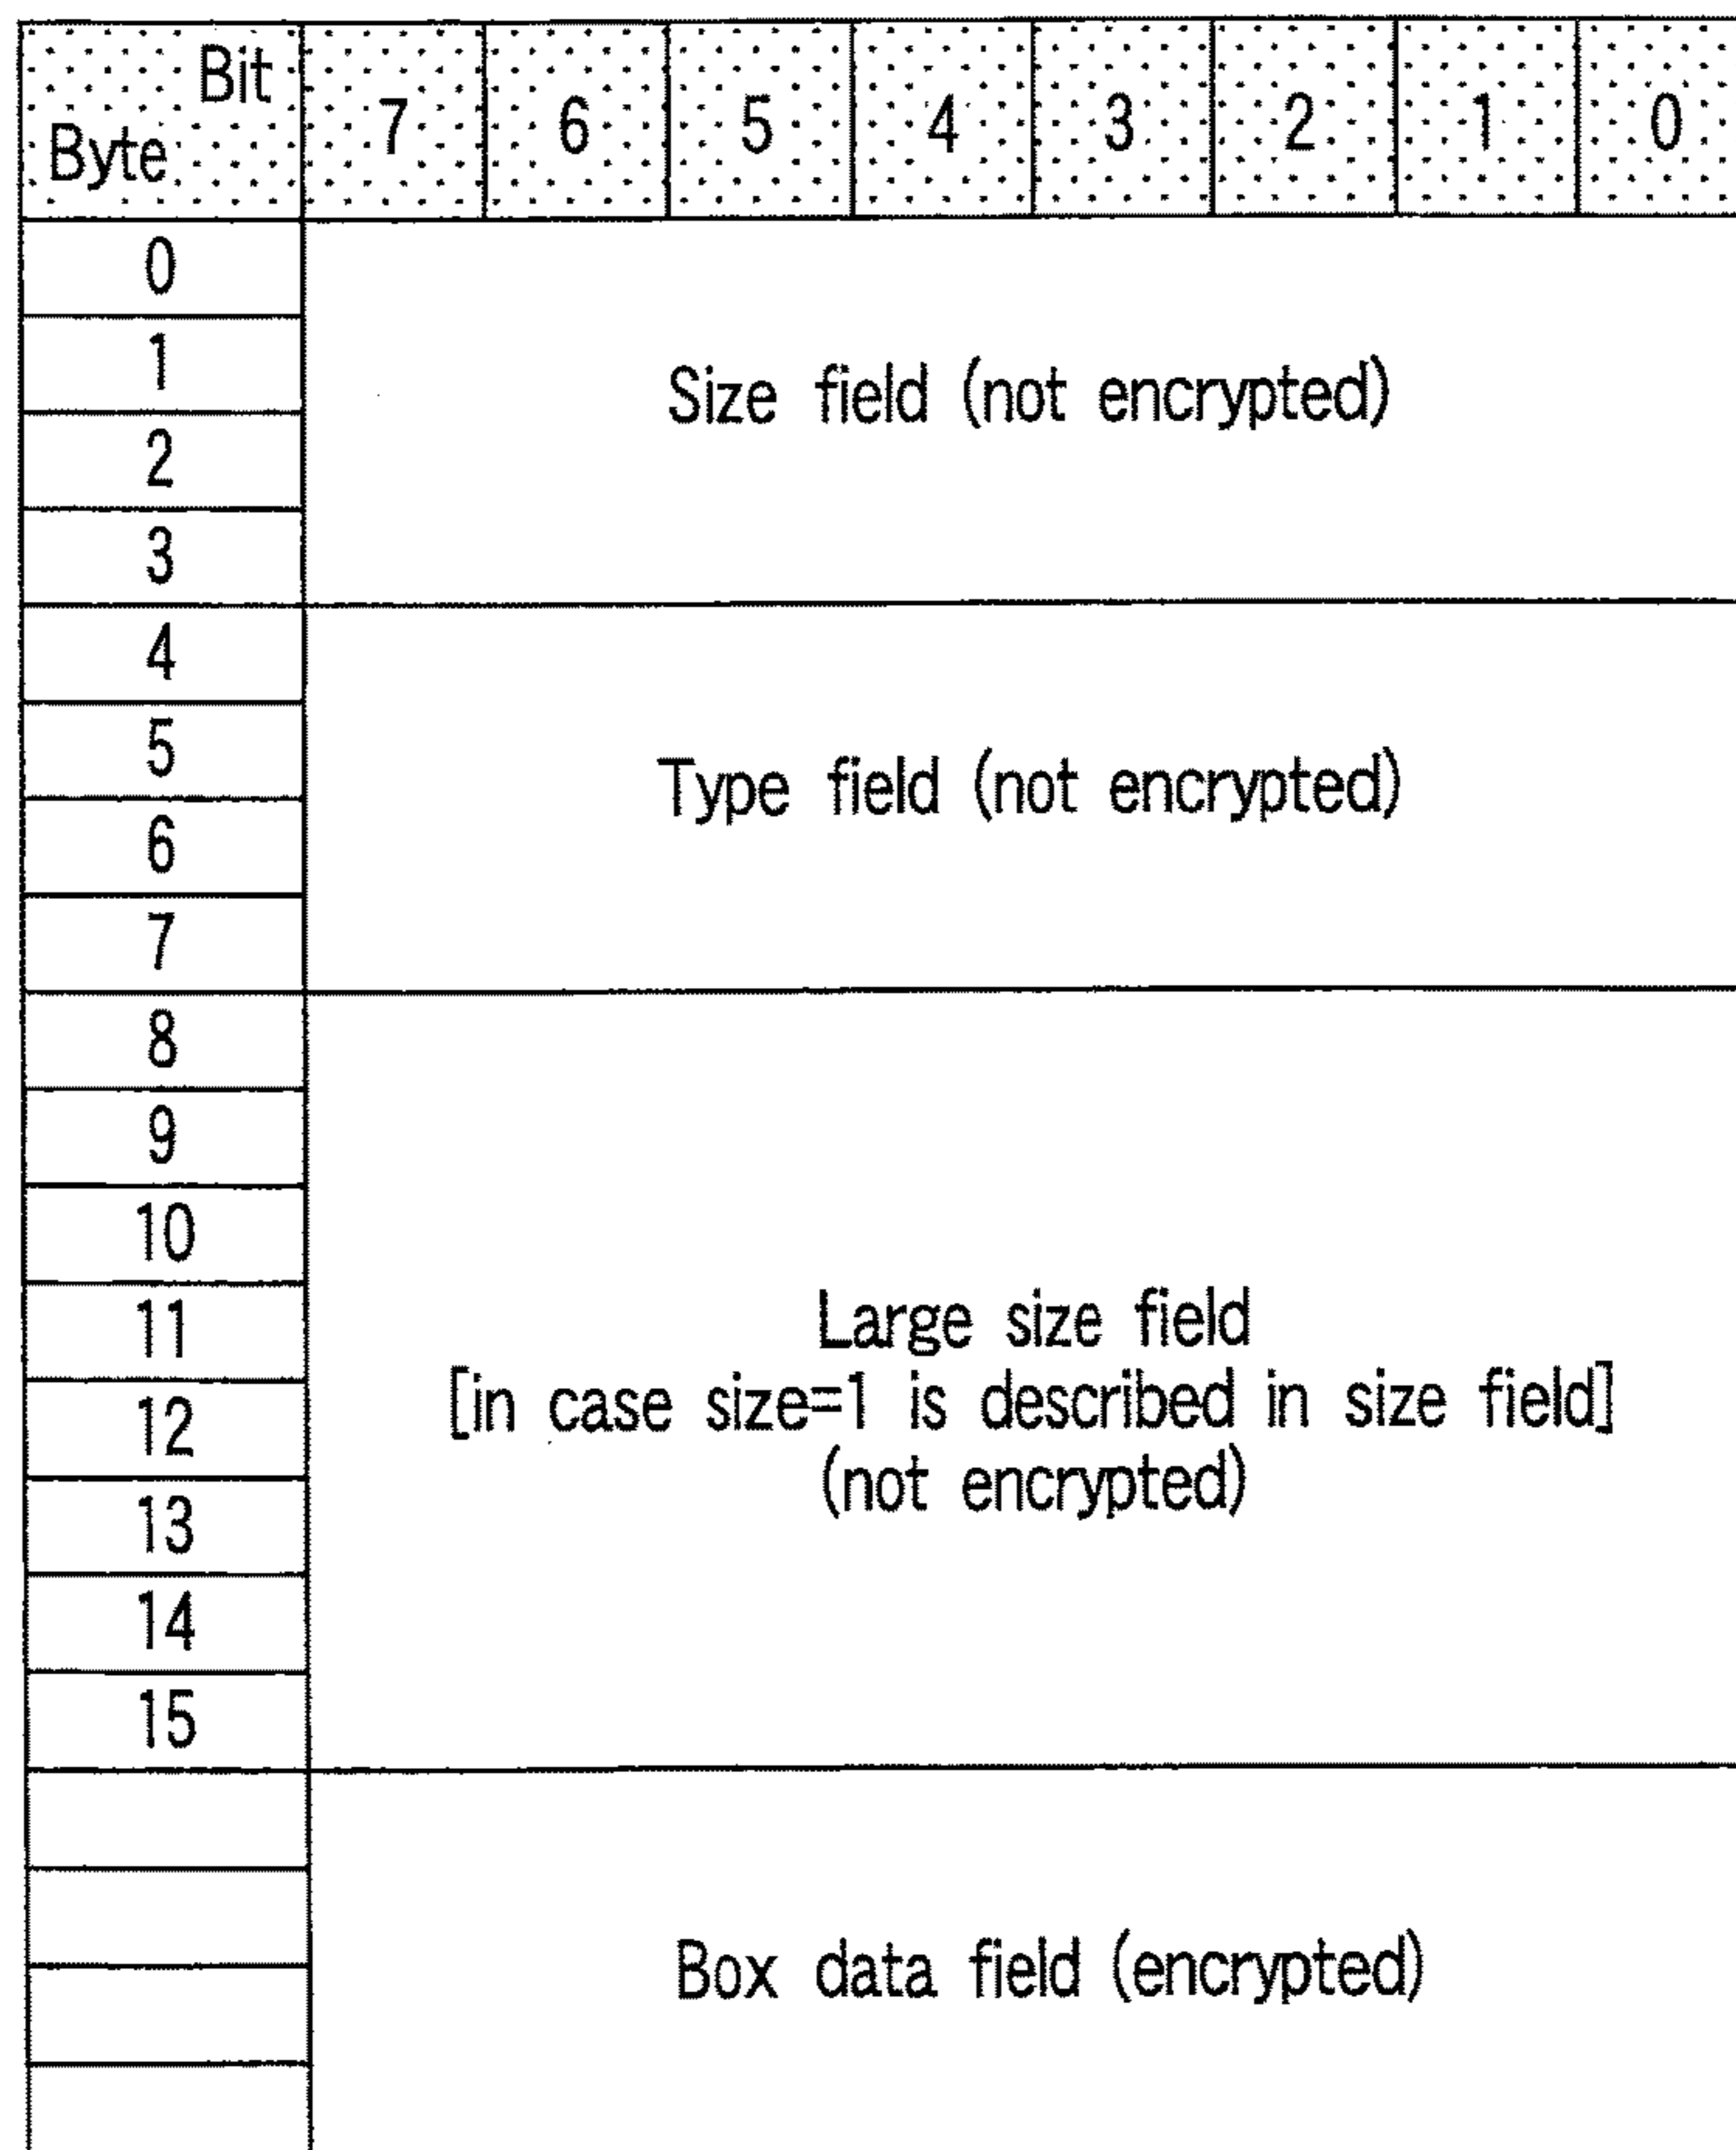 Bit
Byte 7 6 5 4 3 2 1 0
0
1
Size field (not encrypted)
2
3
4
5
Type field (not encrypted)
6
7
8
9
10
11
Large size field
12
[in case size=1 is described in size field]
(not encrypted)
13
14
15
Box data field (encrypted)